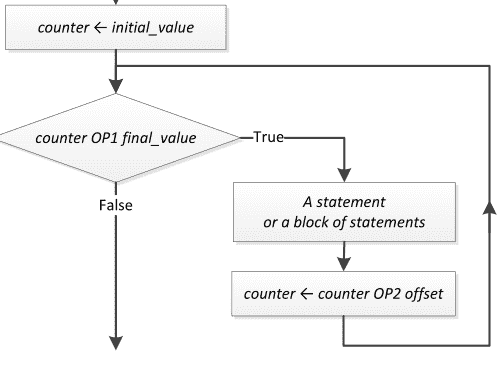 counter ← initial_value
counter OP1 final_value
True
False
A statement
or a block of statements
counter ← counter OP2 offset